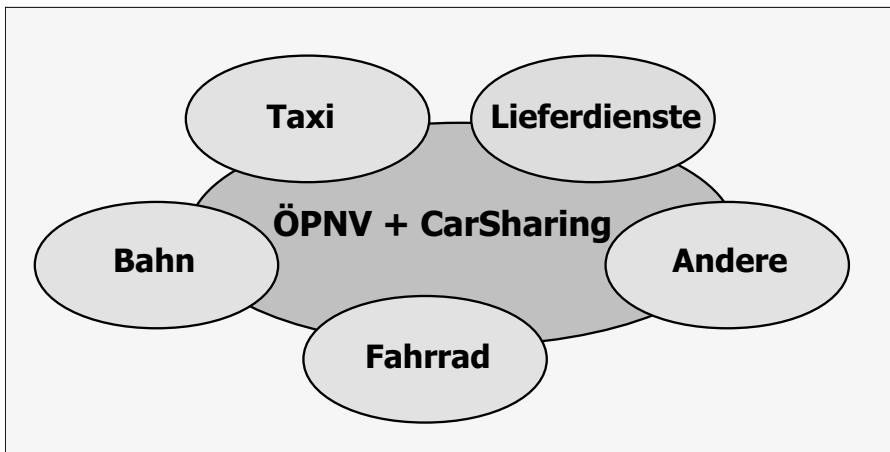 Taxi
Lieferdienste
ÖPNV + CarSharing
Bahn
Andere
Fahrrad